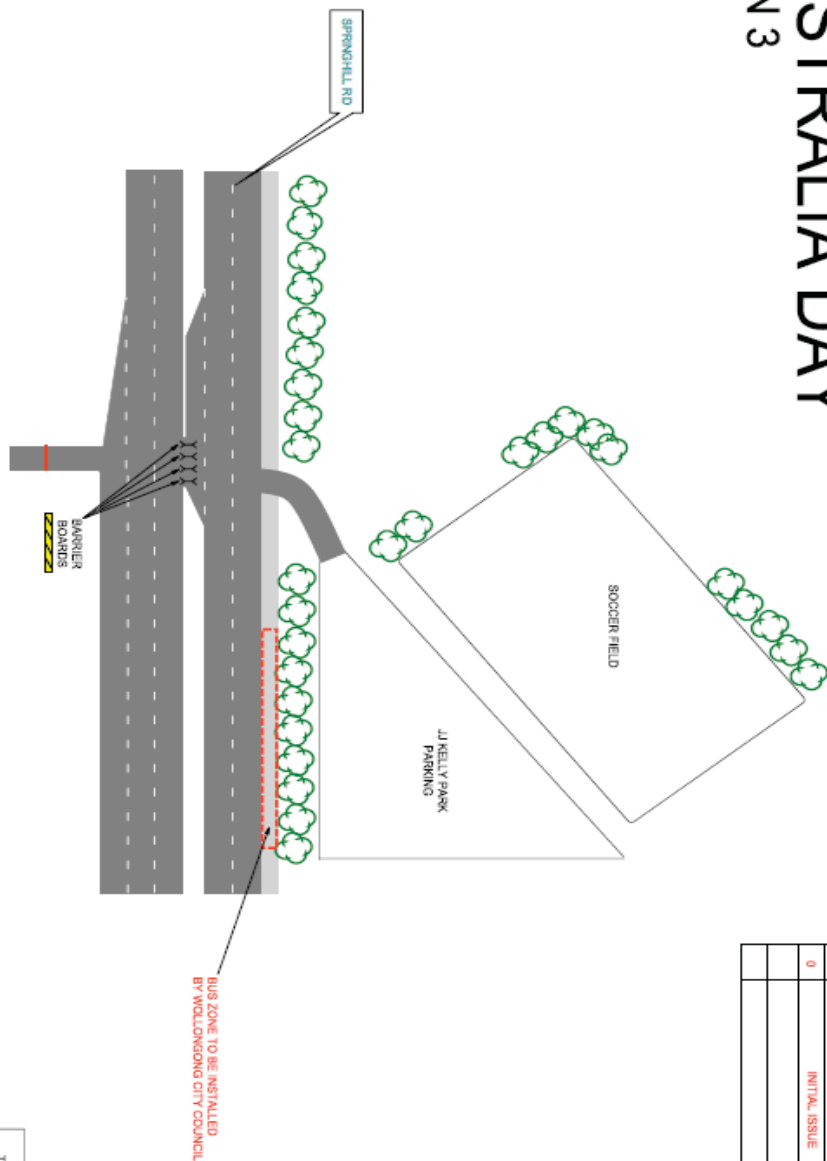 STRALIA DAY
N 3
SPRINGHILL RD
SOCCER FIELD
JJ KELLY PARK
PARKING
BARRIER
BOARDS
BUS ZONE TO BE INSTALLED
BY WOLLONGONG CITY COUNCIL
0
INITIAL ISSUE